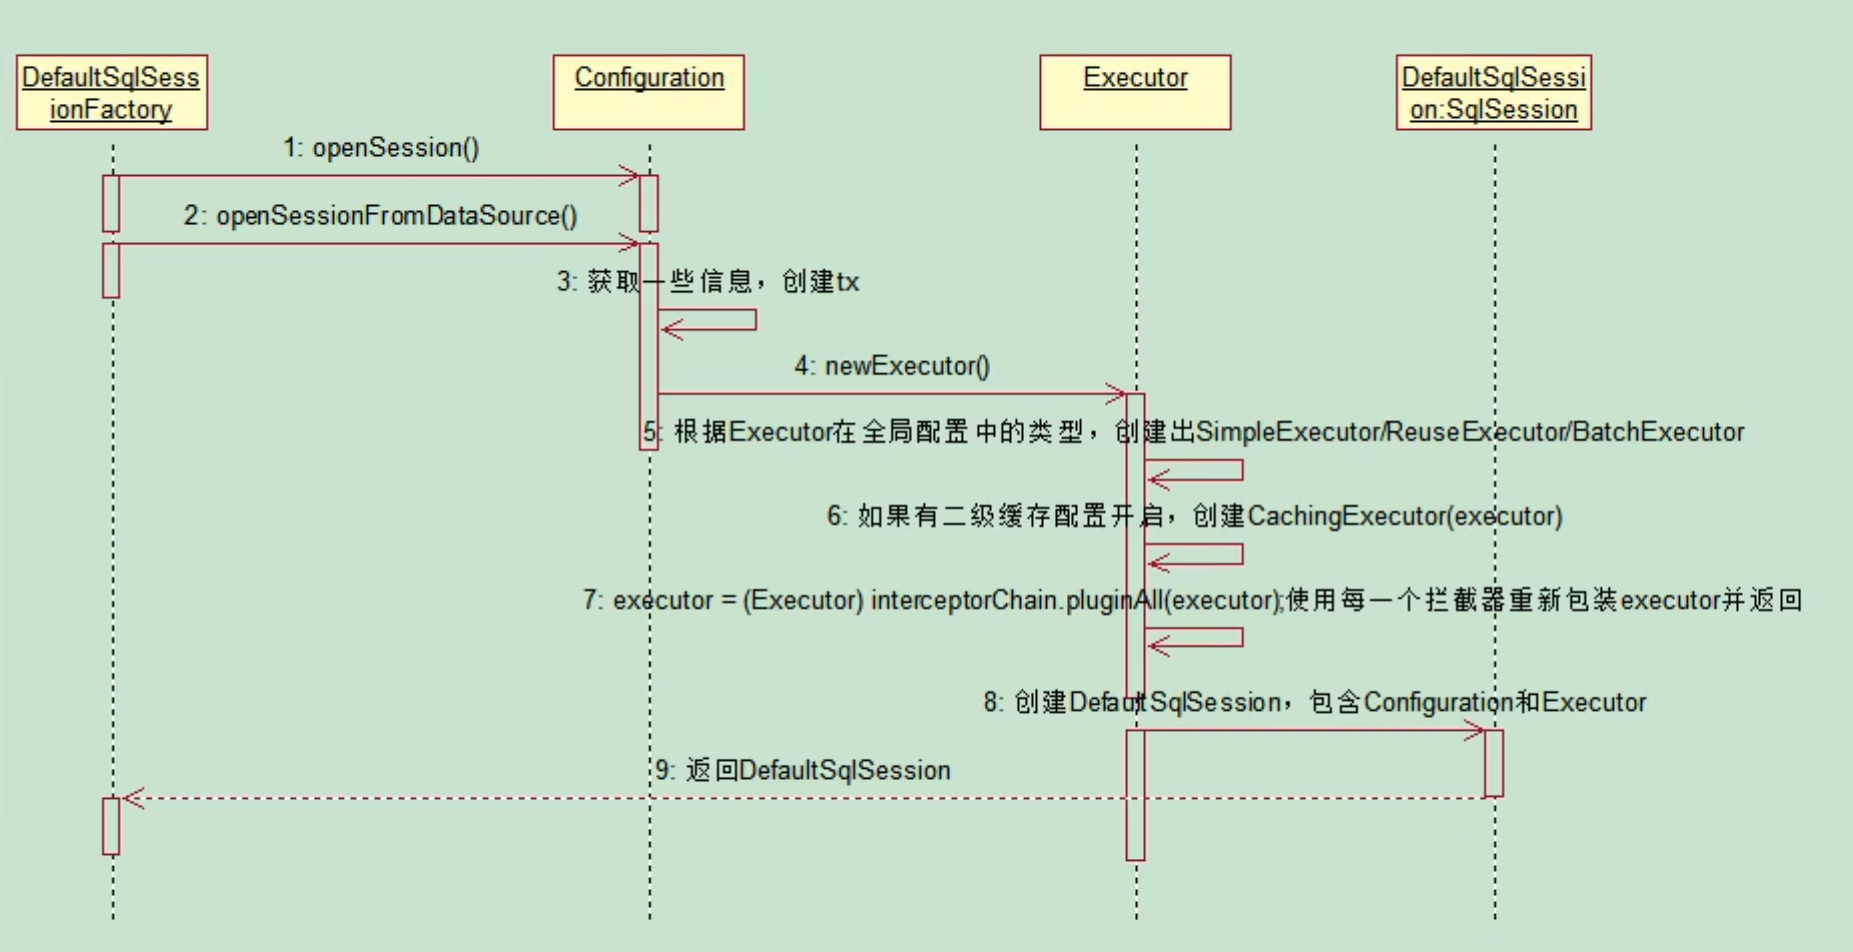 DefaultSqlSess
ionFactory
Configuration
Executor
DefaultSqlSessi
on:SqlSession
1: openSession()
2: openSessionFromDataSource()
3: 获取一些信息，创建tx
4: newExecutor()
5: 根据Executor在全局配置中的类型，创建出SimpleExecutor/ReuseExecutor/BatchExecutor
6: 如果有二级缓存配置开启，创建CachingExecutor(executor)
7: executor = (Executor) interceptorChain.pluginAll(executor);使用每一个拦截器重新包装executor并返回
8: 创建DefaultSqlSession，包含Configuration和Executor
9: 返回DefaultSqlSession